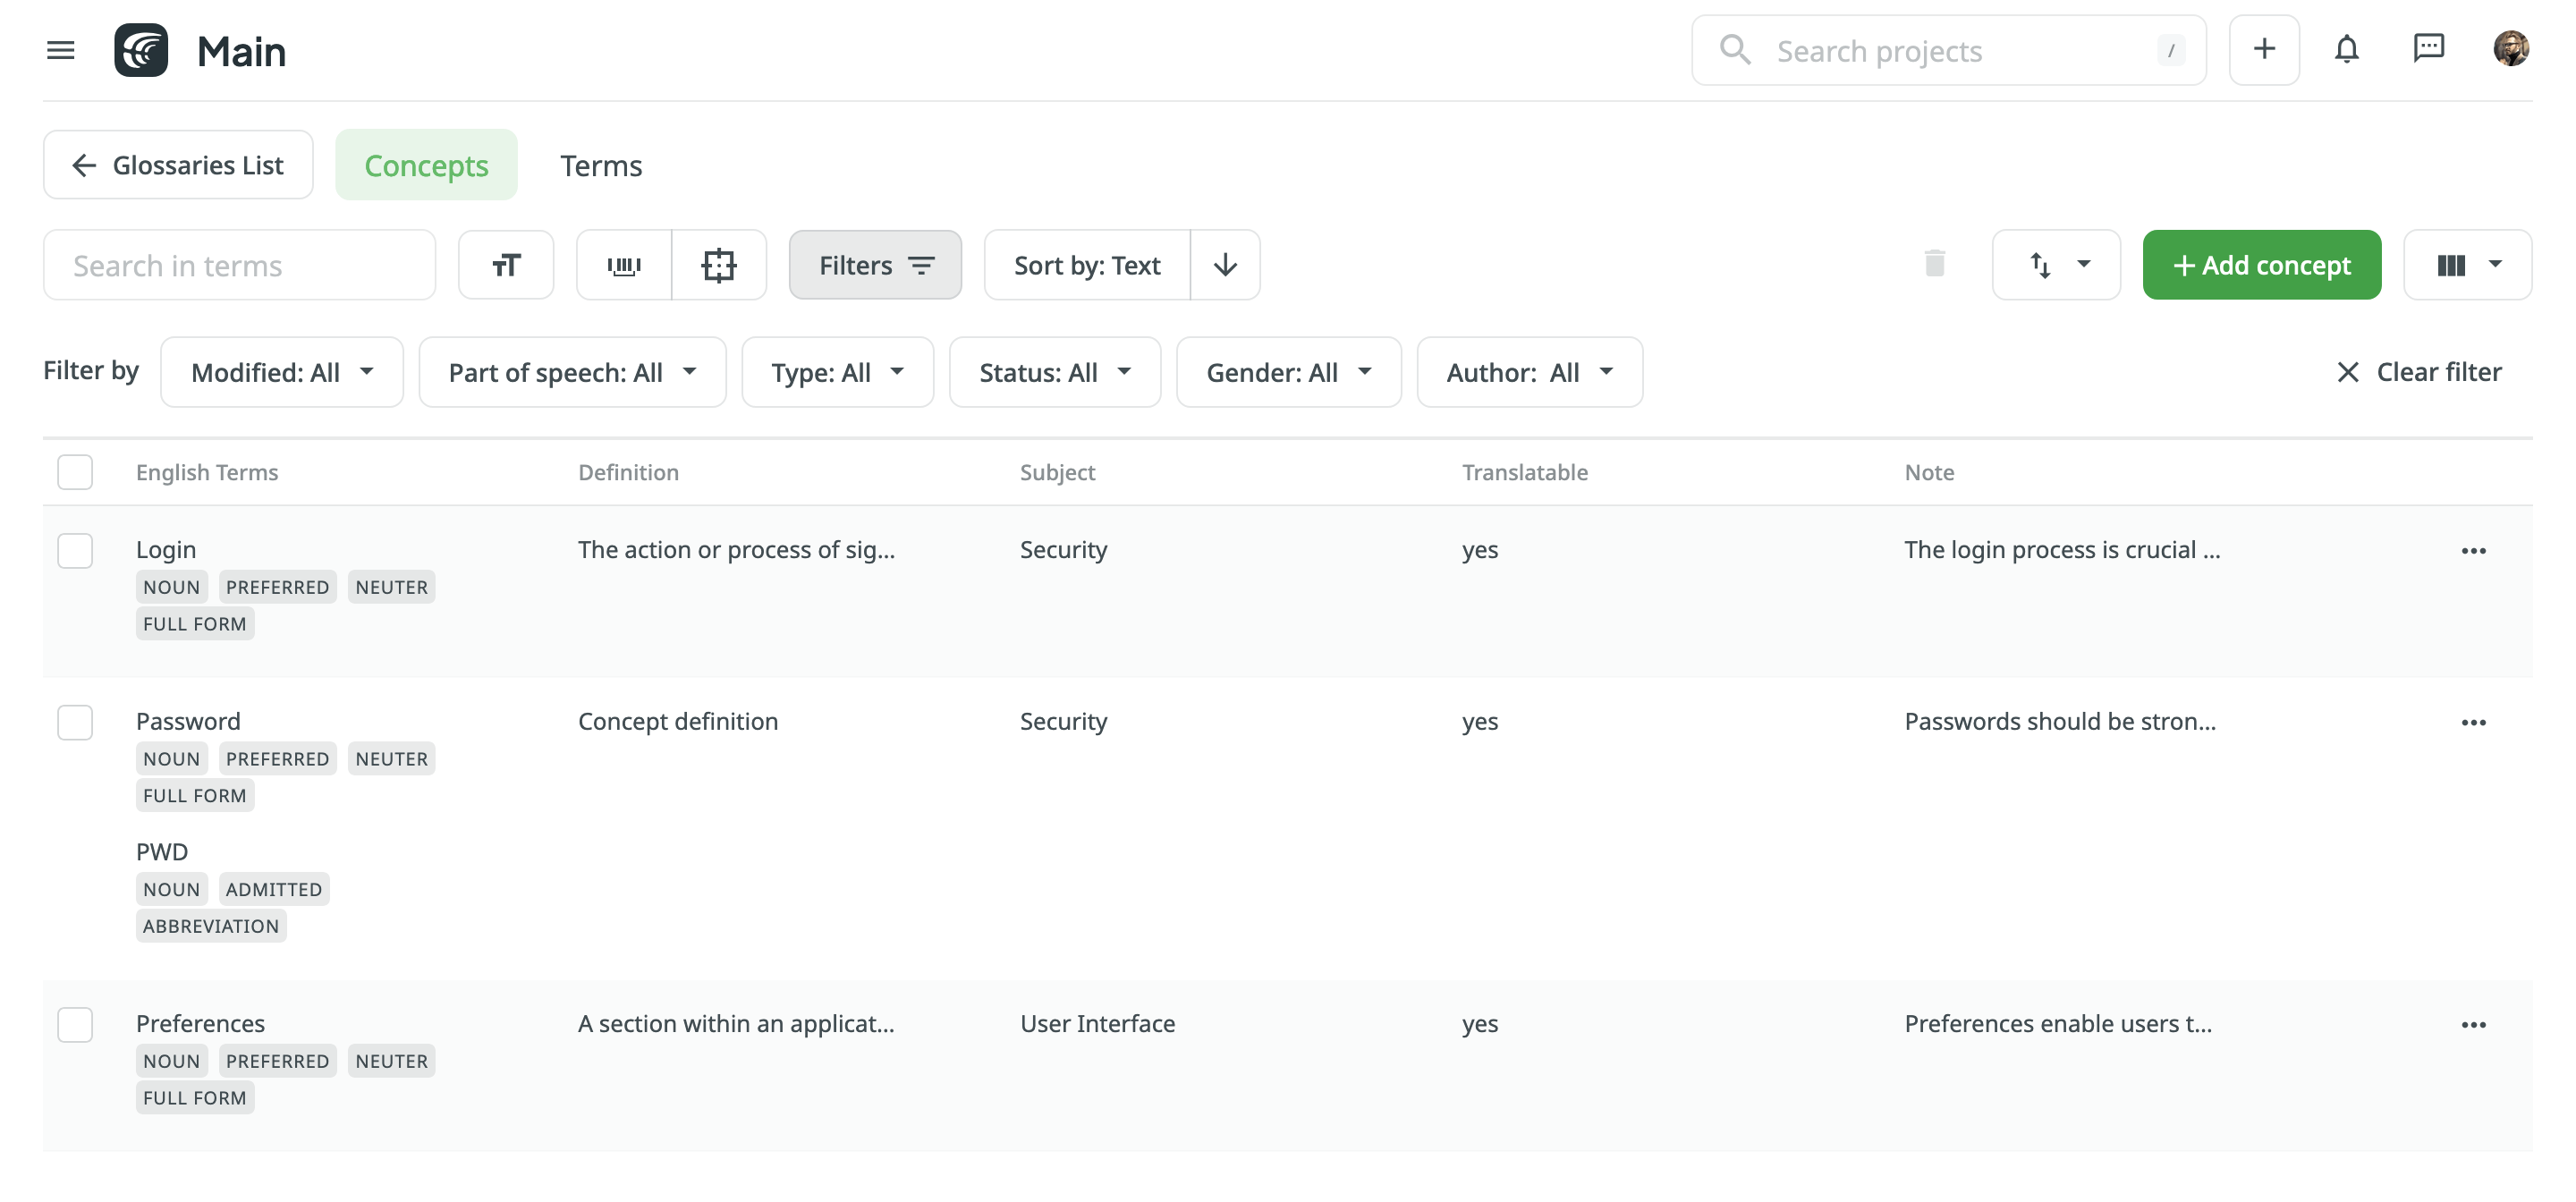 Main
Search projects /
Glossaries List Concepts Terms
Search in terms Filters Sort by: Text + Add concept
Filter by Modified: All Part of speech: All Type: All Status: All Gender: All Author: All Clear filter
English Terms Definition Subject Translatable Note
Login The action or process of sig... Security yes The login process is crucial ...
NOUN PREFERRED NEUTER
FULL FORM
Password Concept definition Security yes Passwords should be stron...
NOUN PREFERRED NEUTER
FULL FORM
PWD
NOUN ADMITTED
ABBREVIATION
Preferences A section within an applicat... User Interface yes Preferences enable users t...
NOUN PREFERRED NEUTER
FULL FORM